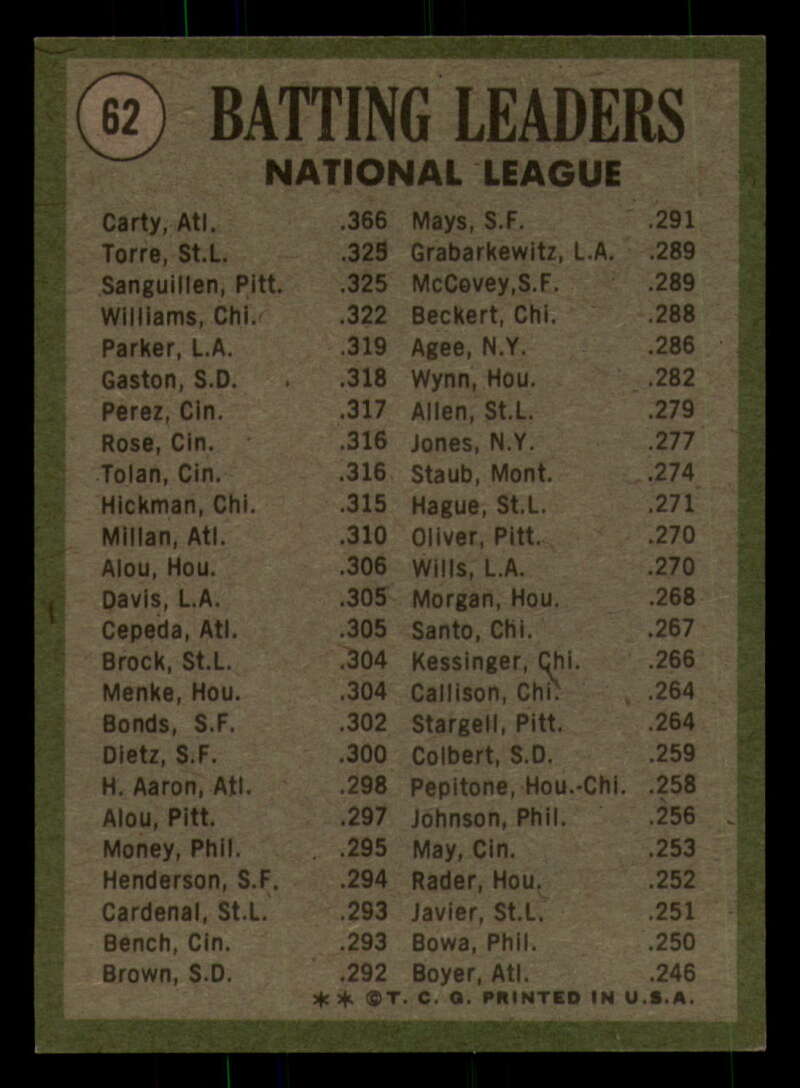 62
BATTING LEADERS
NATIONAL LEAGUE
Carty, Atl. .366
Torre, St.L. .325
Sanguillen, Pitt. .325
Williams, Chi. .322
Parker, L.A. .319
Gaston, S.D. .318
Perez, Cin. .317
Rose, Cin. .316
Tolan, Cin. .316
Hickman, Chi. .315
Millan, Atl. .310
Alou, Hou. .306
Davis, L.A. .305
Cepeda, Atl. .305
Brock, St.L. .304
Menke, Hou. .304
Bonds, S.F. .302
Dietz, S.F. .300
H. Aaron, Atl. .298
Alou, Pitt. .297
Money, Phil. .295
Henderson, S.F. .294
Cardenal, St.L. .293
Bench, Cin. .293
Brown, S.D. .292
Mays, S.F. .291
Grabarkewitz, L.A. .289
McCovey,S.F. .289
Beckert, Chi. .288
Agee, N.Y. .286
Wynn, Hou. .282
Allen, St.L. .279
Jones, N.Y. .277
Staub, Mont. .274
Hague, St.L. .271
Oliver, Pitt. .270
Wills, L.A. .270
Morgan, Hou. .268
Santo, Chi. .267
Kessinger, Chi. .266
Callison, Chi. .264
Stargell, Pitt. .264
Colbert, S.D. .259
Pepitone, Hou.-Chi. .258
Johnson, Phil. .256
May, Cin. .253
Rader, Hou. .252
Javier, St.L. .251
Bowa, Phil. .250
Boyer, Atl. .246
** ©T. C. G. PRINTED IN U.S.A.